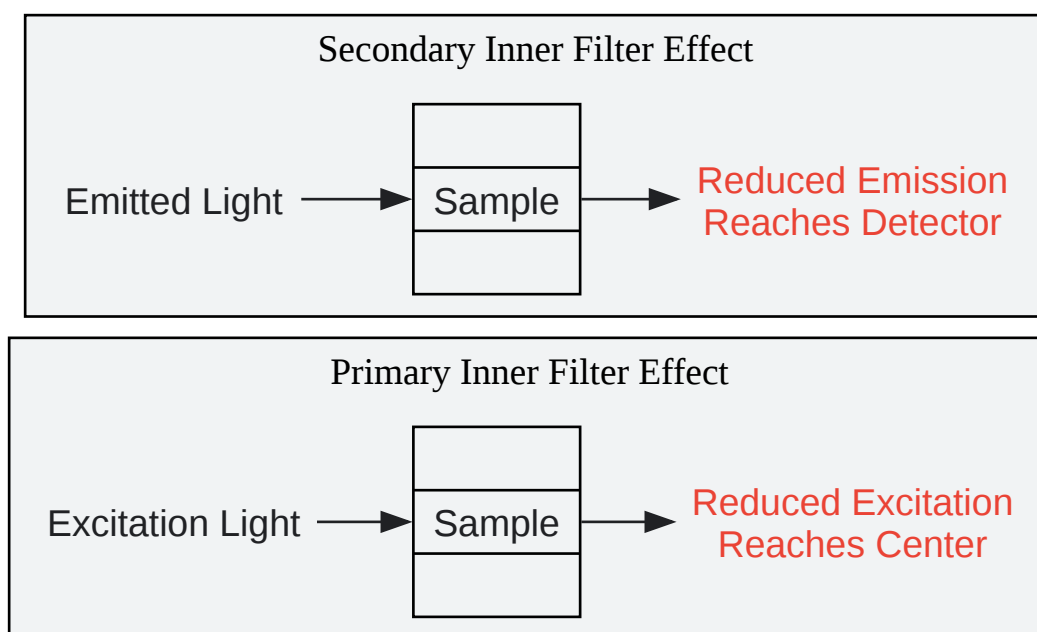 Secondary Inner Filter Effect
Emitted Light
Sample
Reduced Emission
Reaches Detector
Primary Inner Filter Effect
Excitation Light
Sample
Reduced Excitation
Reaches Center